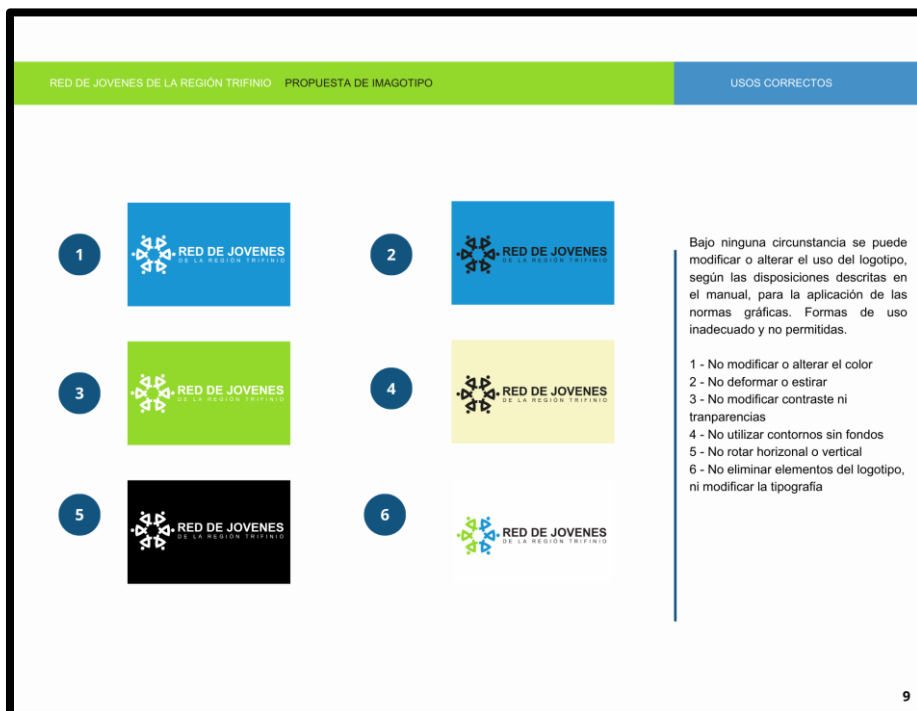 RED DE JOVENES DE LA REGIÓN TRIFINIO PROPUESTA DE IMAGOTIPO
USOS CORRECTOS
1
RED DE JOVENES
DE LA REGIÓN TRIFINIO
2
RED DE JOVENES
DE LA REGIÓN TRIFINIO
3
RED DE JOVENES
DE LA REGIÓN TRIFINIO
4
RED DE JOVENES
DE LA REGIÓN TRIFINIO
5
RED DE JOVENES
DE LA REGIÓN TRIFINIO
6
RED DE JOVENES
DE LA REGIÓN TRIFINIO
Bajo ninguna circunstancia se puede
modificar o alterar el uso del logotipo,
según las disposiciones descritas en
el manual, para la aplicación de las
normas gráficas. Formas de uso
inadecuado y no permitidas.
1 - No modificar o alterar el color
2 - No deformar o estirar
3 - No modificar contraste ni
tranparencias
4 - No utilizar contornos sin fondos
5 - No rotar horizonal o vertical
6 - No eliminar elementos del logotipo,
ni modificar la tipografía
9